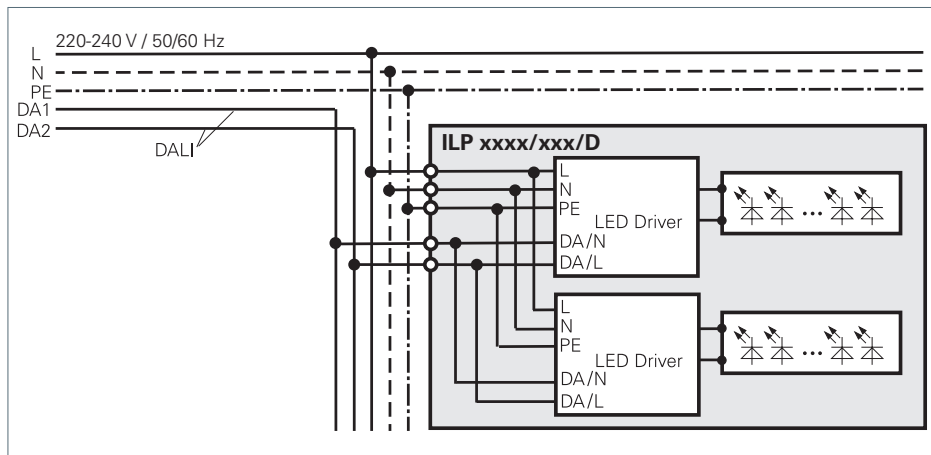 220-240 V / 50/60 Hz
L
N
PE
DA1
DA2
DALI
ILP xxxx/xxx/D
L
N
PE
LED Driver
DA/N
DA/L
...
L
N
PE
LED Driver
DA/N
DA/L
...